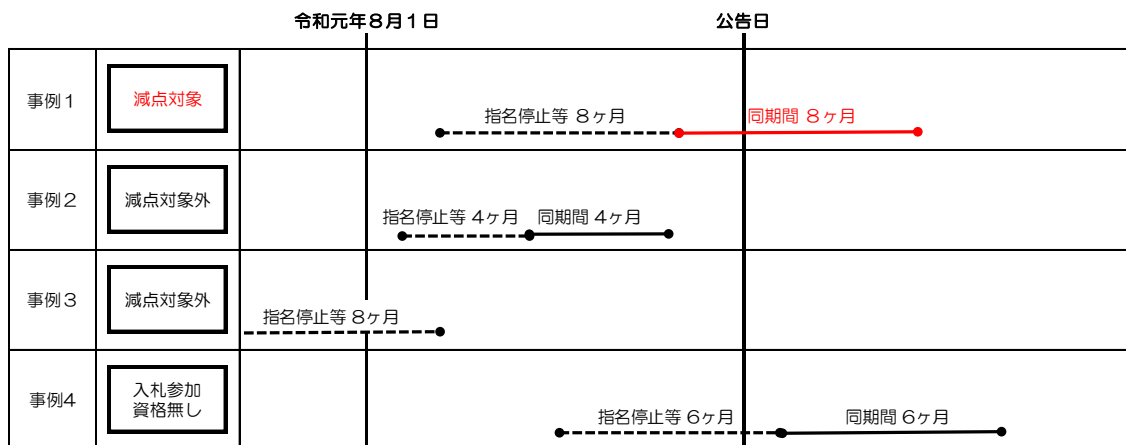 令和元年８月１日 公告日
事例１ 減点対象 指名停止等 8ヶ月 同期間 8ヶ月
事例２ 減点対象外 指名停止等 4ヶ月 同期間 4ヶ月
事例３ 減点対象外 指名停止等 8ヶ月
事例4 入札参加
資格無し 指名停止等 6ヶ月 同期間 6ヶ月